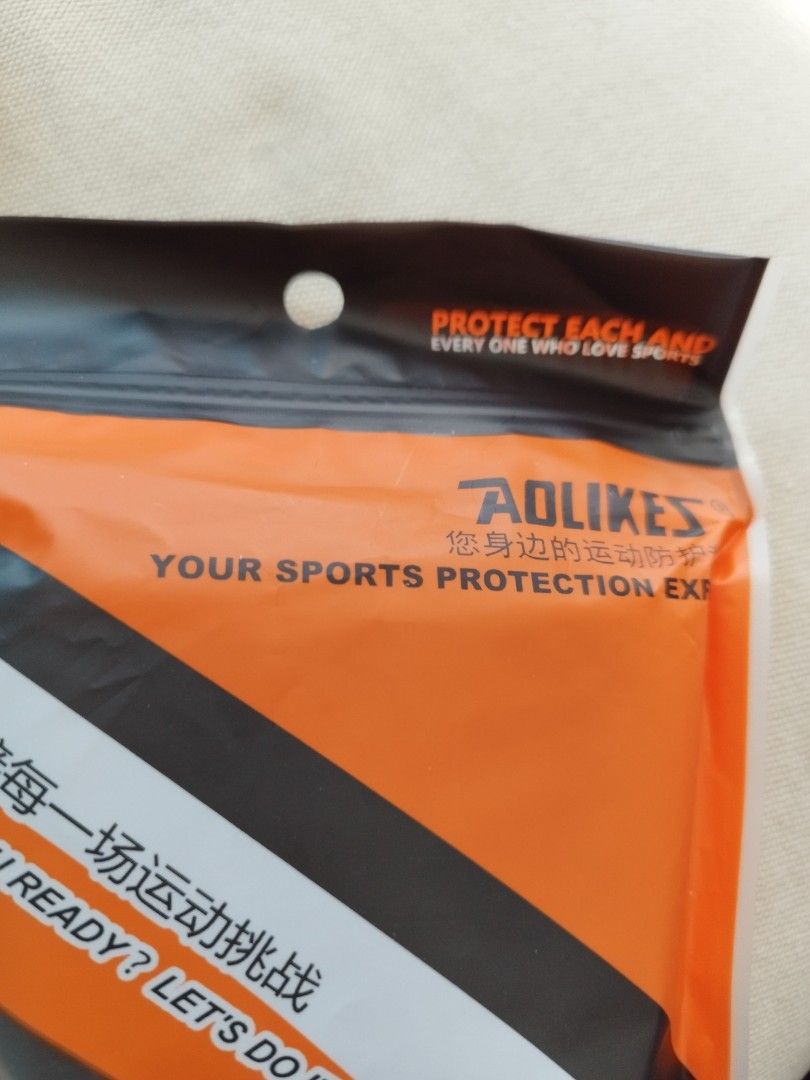 PROTECT EACH AND
EVERY ONE WHO LOVE SPORTS
AOLIKES®
您身边的运动防护
YOUR SPORTS PROTECTION
每一场运动挑战
READY? LET'S DO